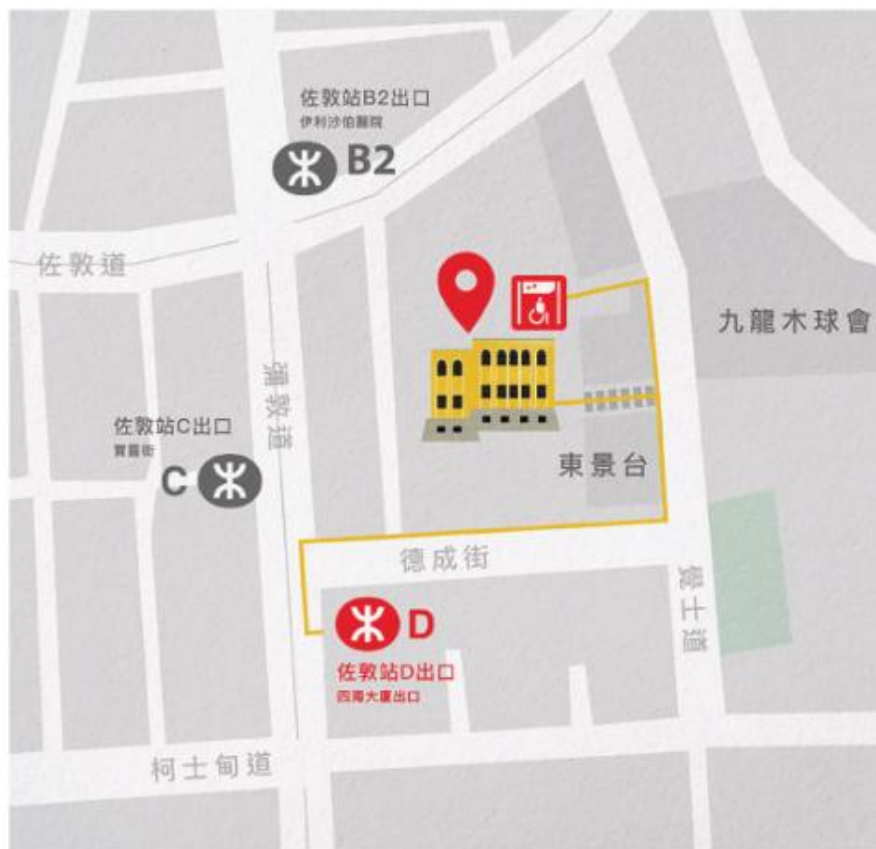 佐敦站B2出口
伊利沙伯醫院
B2
佐敦道
九龍木球會
彌敦道
佐敦站C出口
寶靈街
C
東景台
德成街
覺士道
D
佐敦站D出口
四海大廈出口
柯士甸道